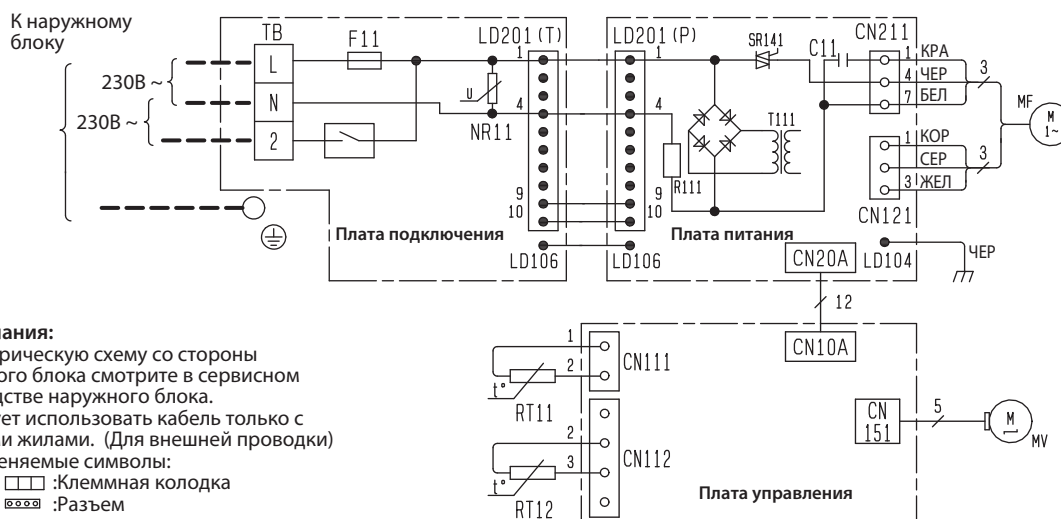 К наружному
блоку
TB
F11
LD201 (T)
LD201 (P)
SR141
C11
CN211
L
N
2
230В ~
230В ~
1
4
9
10
U
NR11
1
4
9
10
R111
T111
1
4
7
КРА
ЧЕР
БЕЛ
3
MF
M
1~
1
3
КОР
СЕР
ЖЕЛ
3
CN121
Плата подключения
Плата питания
LD106
LD106
CN20A
LD104
ЧЕР
12
CN10A
ания:
рическую схему со стороны
ого блока смотрите в сервисном
дстве наружного блока.
ует использовать кабель только с
ми жилами. (Для внешней проводки)
еняемые символы:
:Клеммная колодка
:Разъем
1
2
CN111
t°
RT11
2
3
CN112
t°
RT12
CN
151
5
M
MV
Плата управления